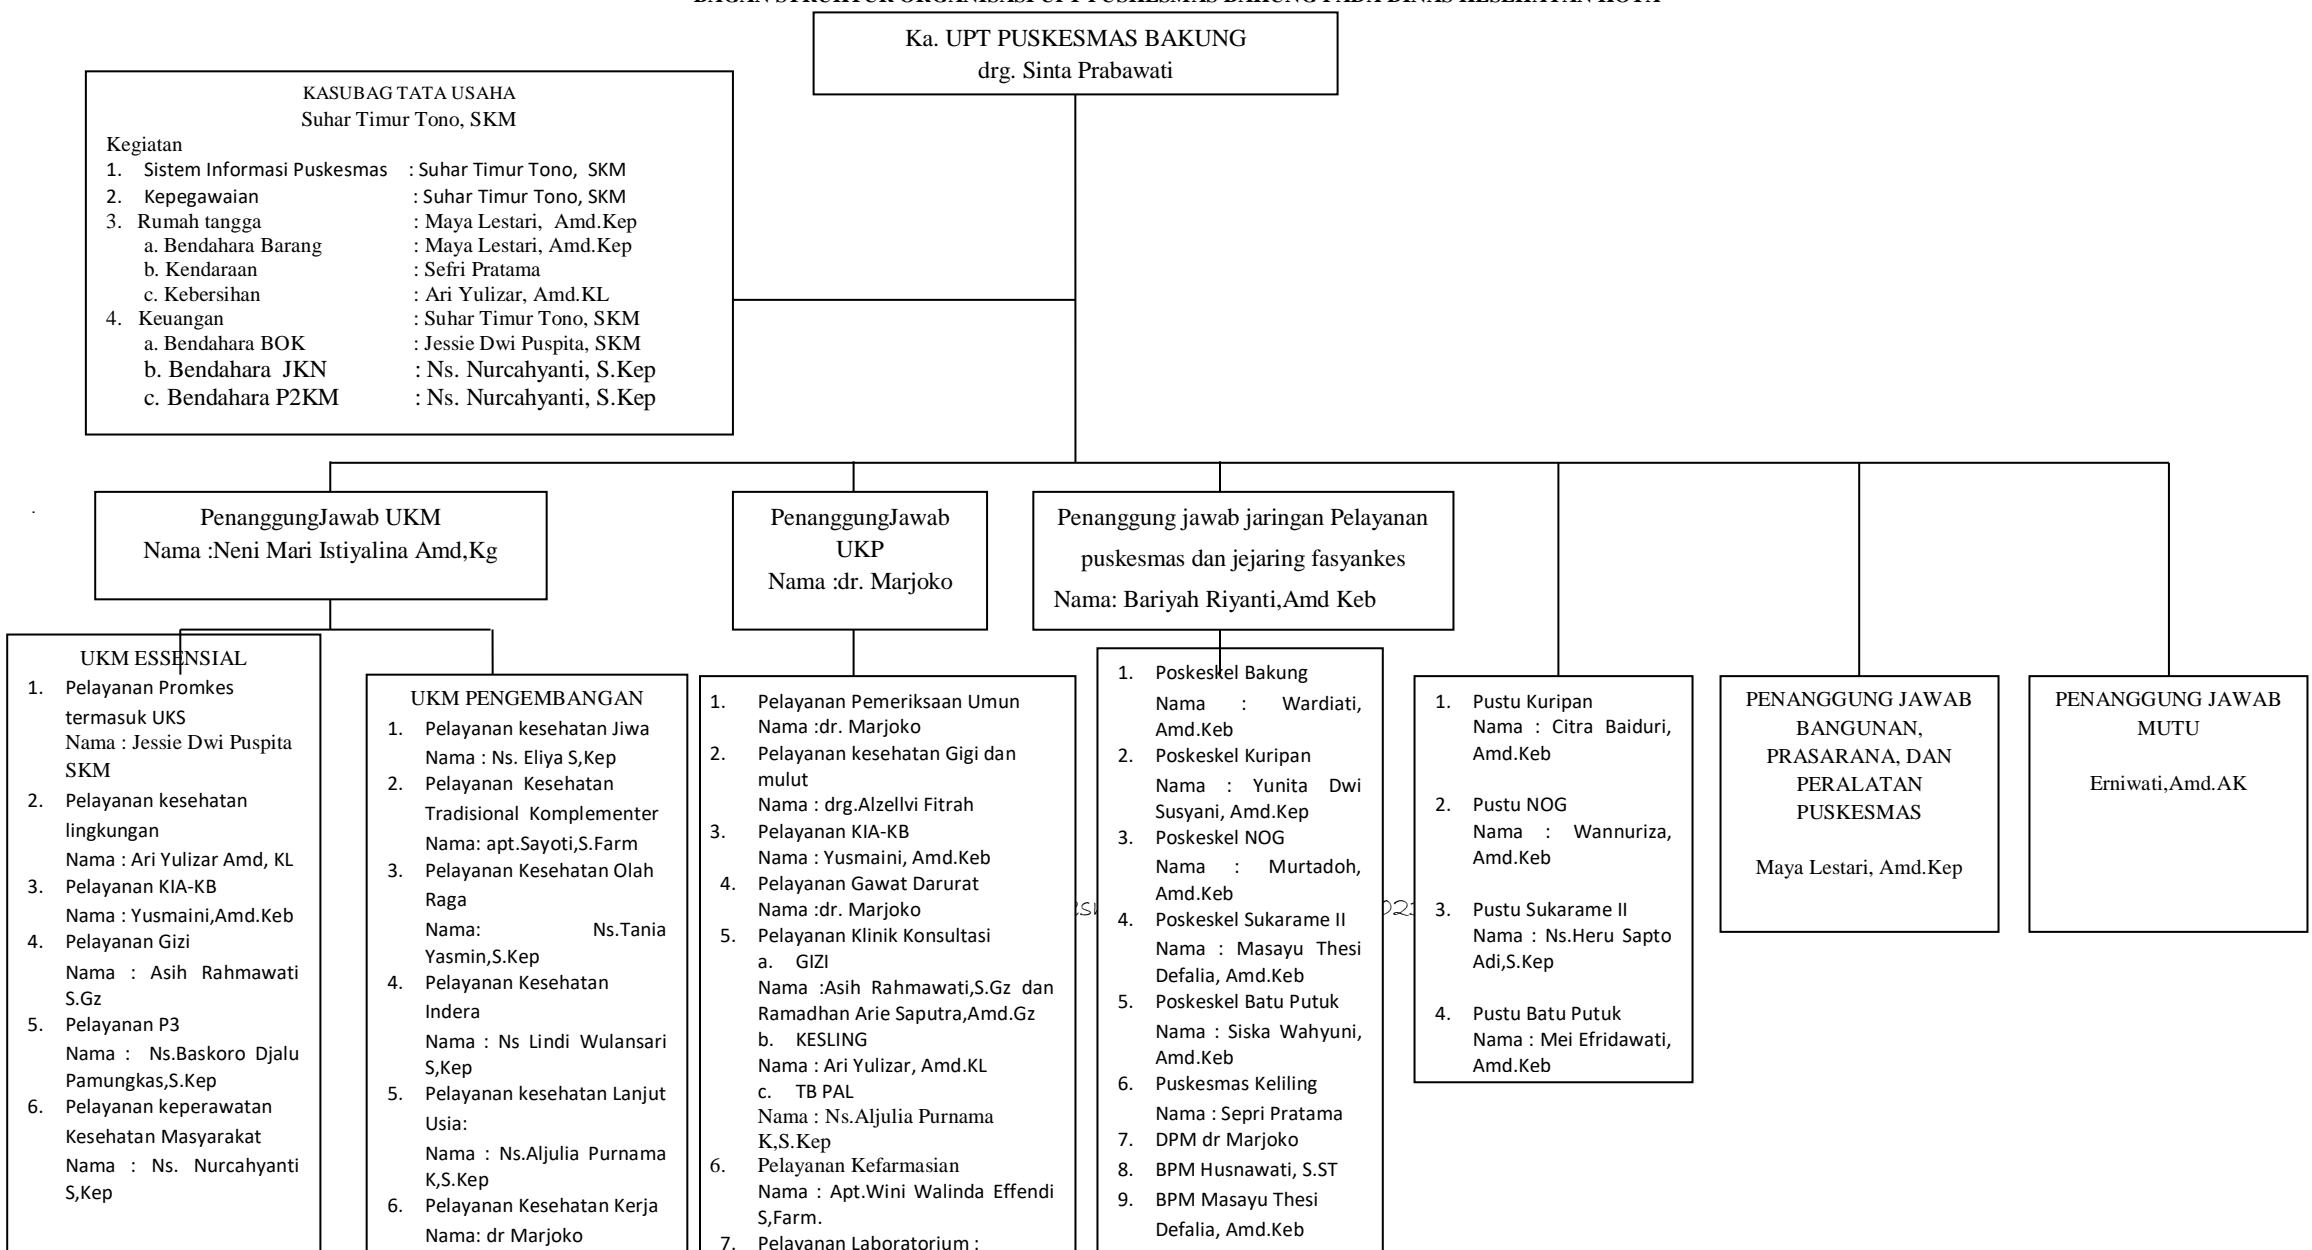 BAGAN STRUKTUR ORGANISASI UPT PUSKESMAS BAKUNG PADA DINAS KESEHATAN KOTA
Ka. UPT PUSKESMAS BAKUNG
drg. Sinta Prabawati
KASUBAG TATA USAHA
Suhar Timur Tono, SKM
Kegiatan
1. Sistem Informasi Puskesmas : Suhar Timur Tono, SKM
2. Kepegawaian : Suhar Timur Tono, SKM
3. Rumah tangga : Maya Lestari, Amd.Kep
a. Bendahara Barang : Maya Lestari, Amd.Kep
b. Kendaraan : Sefri Pratama
c. Kebersihan : Ari Yulizar, Amd.KL
4. Keuangan : Suhar Timur Tono, SKM
a. Bendahara BOK : Jessie Dwi Puspita, SKM
b. Bendahara JKN : Ns. Nurcahyanti, S.Kep
c. Bendahara P2KM : Ns. Nurcahyanti, S.Kep
PenanggungJawab UKM
Nama :Neni Mari Istiyalina Amd,Kg
PenanggungJawab
UKP
Nama :dr. Marjoko
Penanggung jawab jaringan Pelayanan
puskesmas dan jejaring fasyankes
Nama: Bariyah Riyanti,Amd Keb
UKM ESSENSIAL
1. Pelayanan Promkes
termasuk UKS
Nama : Jessie Dwi Puspita
SKM
2. Pelayanan kesehatan
lingkungan
Nama : Ari Yulizar Amd, KL
3. Pelayanan KIA-KB
Nama : Yusmaini,Amd.Keb
4. Pelayanan Gizi
Nama : Asih Rahmawati
S.Gz
5. Pelayanan P3
Nama : Ns.Baskoro Djalu
Pamungkas,S.Kep
6. Pelayanan keperawatan
Kesehatan Masyarakat
Nama : Ns. Nurcahyanti
S,Kep
UKM PENGEMBANGAN
1. Pelayanan kesehatan Jiwa
Nama : Ns. Eliya S,Kep
2. Pelayanan Kesehatan
Tradisional Komplementer
Nama: apt.Sayoti,S.Farm
3. Pelayanan Kesehatan Olah
Raga
Nama: Ns.Tania
Yasmin,S.Kep
4. Pelayanan Kesehatan
Indera
Nama : Ns Lindi Wulansari
S,Kep
5. Pelayanan kesehatan Lanjut
Usia:
Nama : Ns.Aljulia Purnama
K,S.Kep
6. Pelayanan Kesehatan Kerja
Nama: dr Marjoko
1. Pelayanan Pemeriksaan Umun
Nama :dr. Marjoko
2. Pelayanan kesehatan Gigi dan
mulut
Nama : drg.Alzellvi Fitrah
3. Pelayanan KIA-KB
Nama : Yusmaini, Amd.Keb
4. Pelayanan Gawat Darurat
Nama :dr. Marjoko
5. Pelayanan Klinik Konsultasi
a. GIZI
Nama :Asih Rahmawati,S.Gz dan
Ramadhan Arie Saputra,Amd.Gz
b. KESLING
Nama : Ari Yulizar, Amd.KL
c. TB PAL
Nama : Ns.Aljulia Purnama
K,S.Kep
6. Pelayanan Kefarmasian
Nama : Apt.Wini Walinda Effendi
S,Farm.
7. Pelayanan Laboratorium :
1. Poskeskel Bakung
Nama : Wardiati,
Amd.Keb
2. Poskeskel Kuripan
Nama : Yunita Dwi
Susyani, Amd.Kep
3. Poskeskel NOG
Nama : Murtadoh,
Amd.Keb
4. Poskeskel Sukarame II
Nama : Masayu Thesi
Defalia, Amd.Keb
5. Poskeskel Batu Putuk
Nama : Siska Wahyuni,
Amd.Keb
6. Puskesmas Keliling
Nama : Sepri Pratama
7. DPM dr Marjoko
8. BPM Husnawati, S.ST
9. BPM Masayu Thesi
Defalia, Amd.Keb
1. Pustu Kuripan
Nama : Citra Baiduri,
Amd.Keb
2. Pustu NOG
Nama : Wannuriza,
Amd.Keb
3. Pustu Sukarame II
Nama : Ns.Heru Sapto
Adi,S.Kep
4. Pustu Batu Putuk
Nama : Mei Efridawati,
Amd.Keb
PENANGGUNG JAWAB
BANGUNAN,
PRASARANA, DAN
PERALATAN
PUSKESMAS
Maya Lestari, Amd.Kep
PENANGGUNG JAWAB
MUTU
Erniwati,Amd.AK